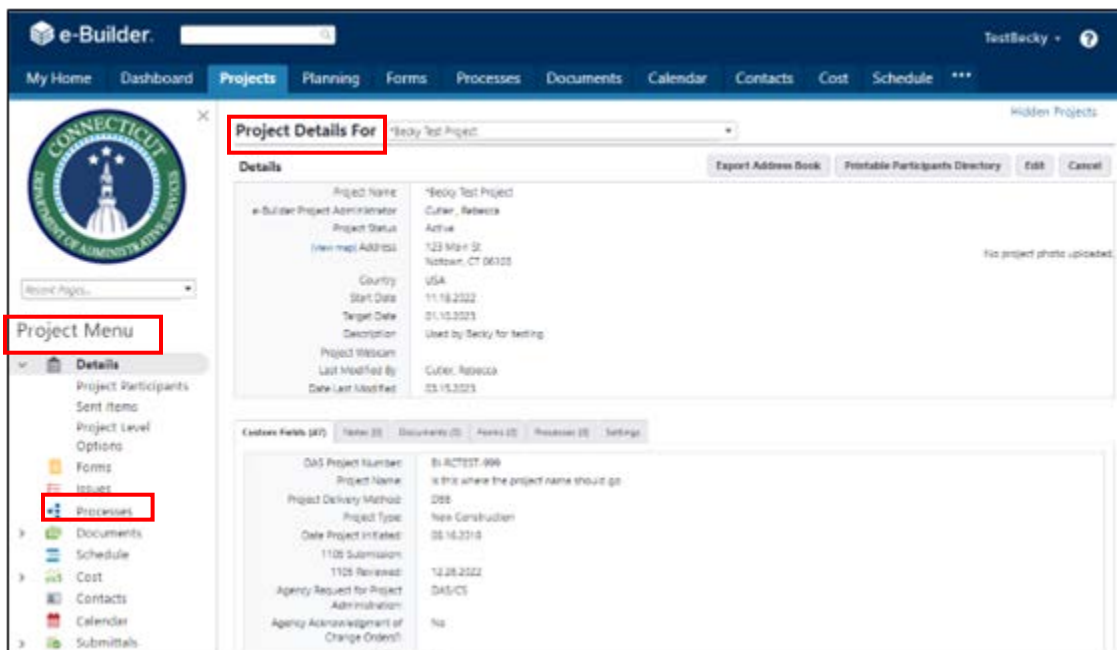 e-Builder.
TestBecky
?
My Home Dashboard Projects Planning Forms Processes Documents Calendar Contacts Cost Schedule •••
Hidden Projects
CONNECTICUT
DEPARTMENT OF ADMINISTRATIVE SERVICES
Project Details For *Becky Test Project
Details Export Address Book Printable Participants Directory Edit Cancel
Project Name *Becky Test Project
e-Builder Project Administrator Cutler, Rebecca
Project Status Active
[view map] Address 123 Main St
Notown, CT 06103
No project photo uploaded.
Country USA
Start Date 11.18.2022
Target Date 01.10.2023
Description Used by Becky for testing
Project Webcam
Last Modified By Cutler, Rebecca
Date Last Modified 03.15.2023
Recent Pages...
Project Menu
Details
Project Participants
Sent Items
Project Level
Options
Forms
Issues
Processes
Documents
Schedule
Cost
Contacts
Calendar
Submittals
Custom Fields (47) Notes Documents Forms Processes Settings
DAS Project Number: BI-RCTEST-999
Project Name: is this where the project name should go
Project Delivery Method: DBB
Project Type: New Construction
Date Project Initiated: 05.16.2018
1105 Submission:
1105 Reviewed: 12.28.2022
Agency Request for Project DAS/CS
Administration:
Agency Acknowledgment of No
Change Orders?: